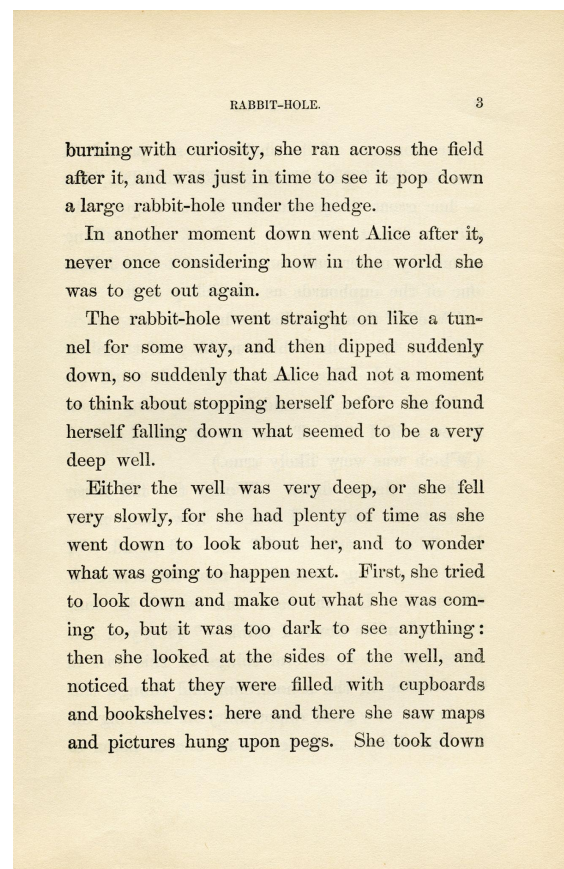 RABBIT-HOLE. 3
burning with curiosity, she ran across the field
after it, and was just in time to see it pop down
a large rabbit-hole under the hedge.
In another moment down went Alice after it,
never once considering how in the world she
was to get out again.
The rabbit-hole went straight on like a tun-
nel for some way, and then dipped suddenly
down, so suddenly that Alice had not a moment
to think about stopping herself before she found
herself falling down what seemed to be a very
deep well.
Either the well was very deep, or she fell
very slowly, for she had plenty of time as she
went down to look about her, and to wonder
what was going to happen next. First, she tried
to look down and make out what she was com-
ing to, but it was too dark to see anything:
then she looked at the sides of the well, and
noticed that they were filled with cupboards
and bookshelves: here and there she saw maps
and pictures hung upon pegs. She took down